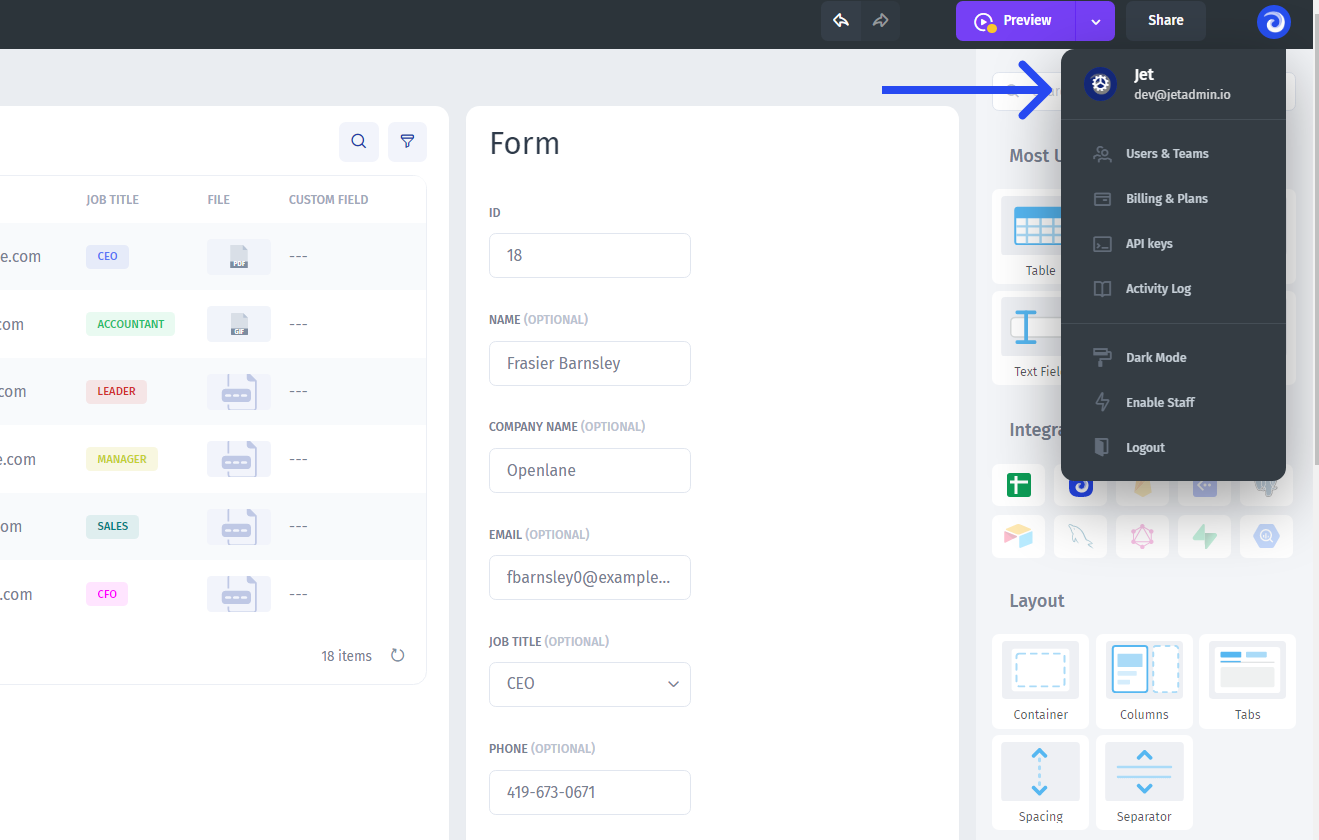 Preview
Share
Jet
dev@jetadmin.io
Users & Teams
Billing & Plans
API keys
Activity Log
Dark Mode
Enable Staff
Logout
JOB TITLE FILE CUSTOM FIELD
e.com CEO PDF ---
com ACCOUNTANT GIF ---
.com LEADER ---
e.com MANAGER ---
om SALES ---
.com CFO ---
18 items
Form
ID
18
NAME (OPTIONAL)
Frasier Barnsley
COMPANY NAME (OPTIONAL)
Openlane
EMAIL (OPTIONAL)
fbarnsley0@example...
JOB TITLE (OPTIONAL)
CEO
PHONE (OPTIONAL)
419-673-0671
Most U
Table
Text Fiel
Integra
Layout
Container Columns Tabs
Spacing Separator